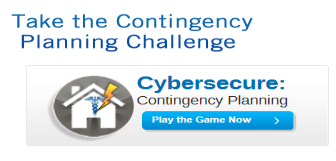 Take the Contingency
Planning Challenge
Cybersecure:
Contingency Planning
Play the Game Now >